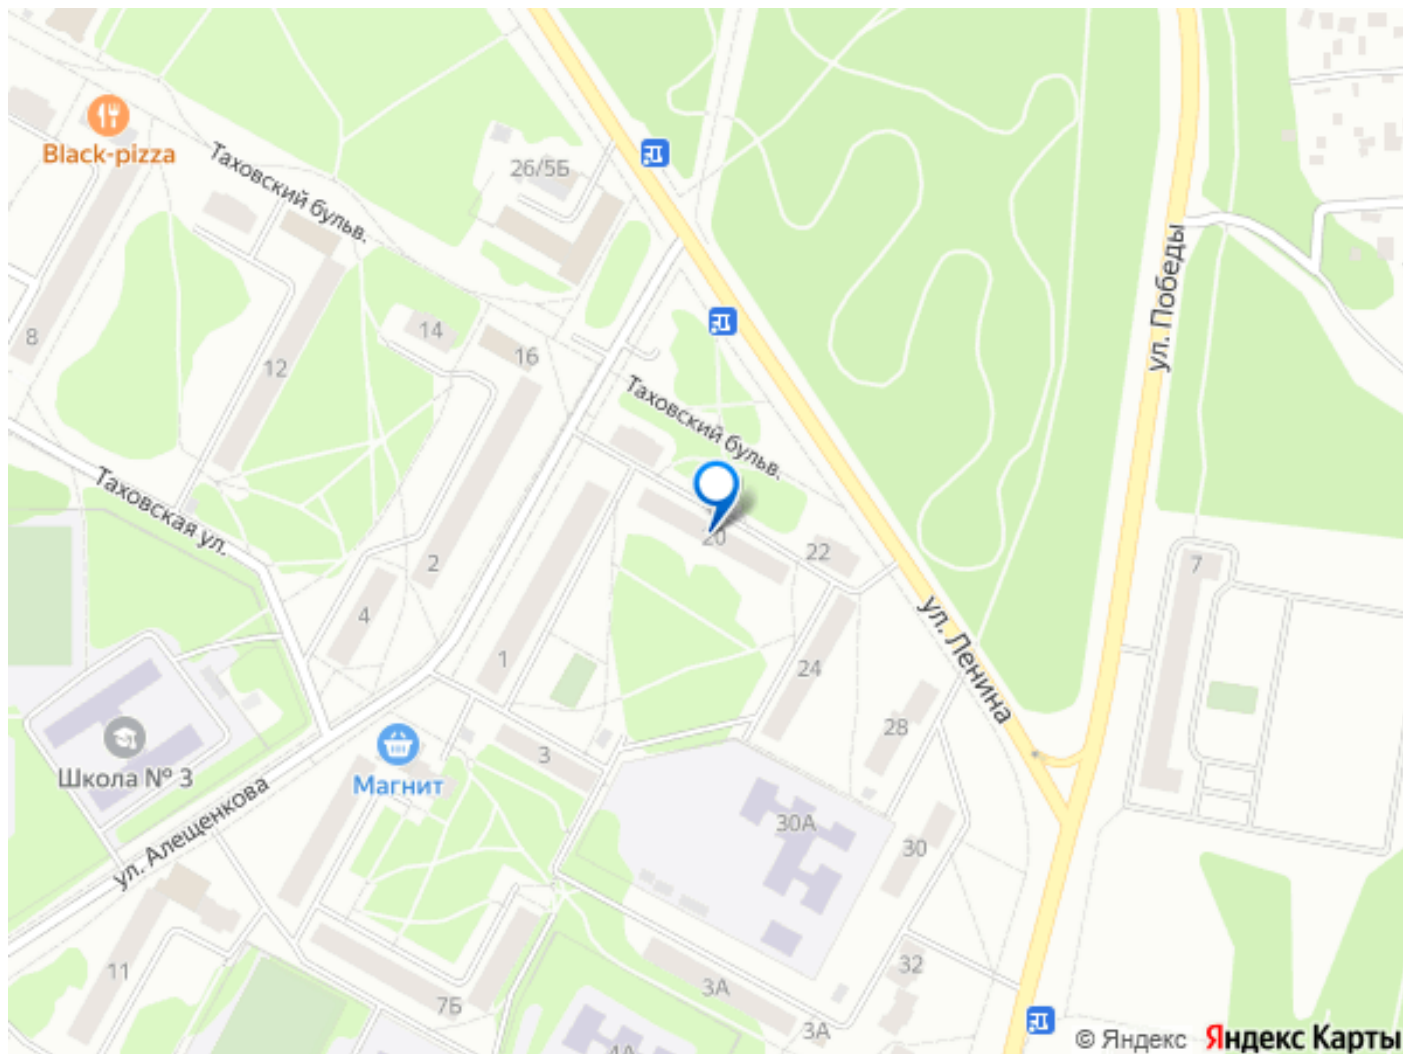 Black-pizza
Таховский бульв.
26/5Б
8
12
14
16
ул. Победы
Таховский бульв.
Таховская ул.
2
4
20
22
7
ул. Ленина
1
24
28
3
Школа № 3
Магнит
ул. Алещенкова
30А
30
11
7Б
3А
32
3А
4А
© Яндекс
Яндекс Карты